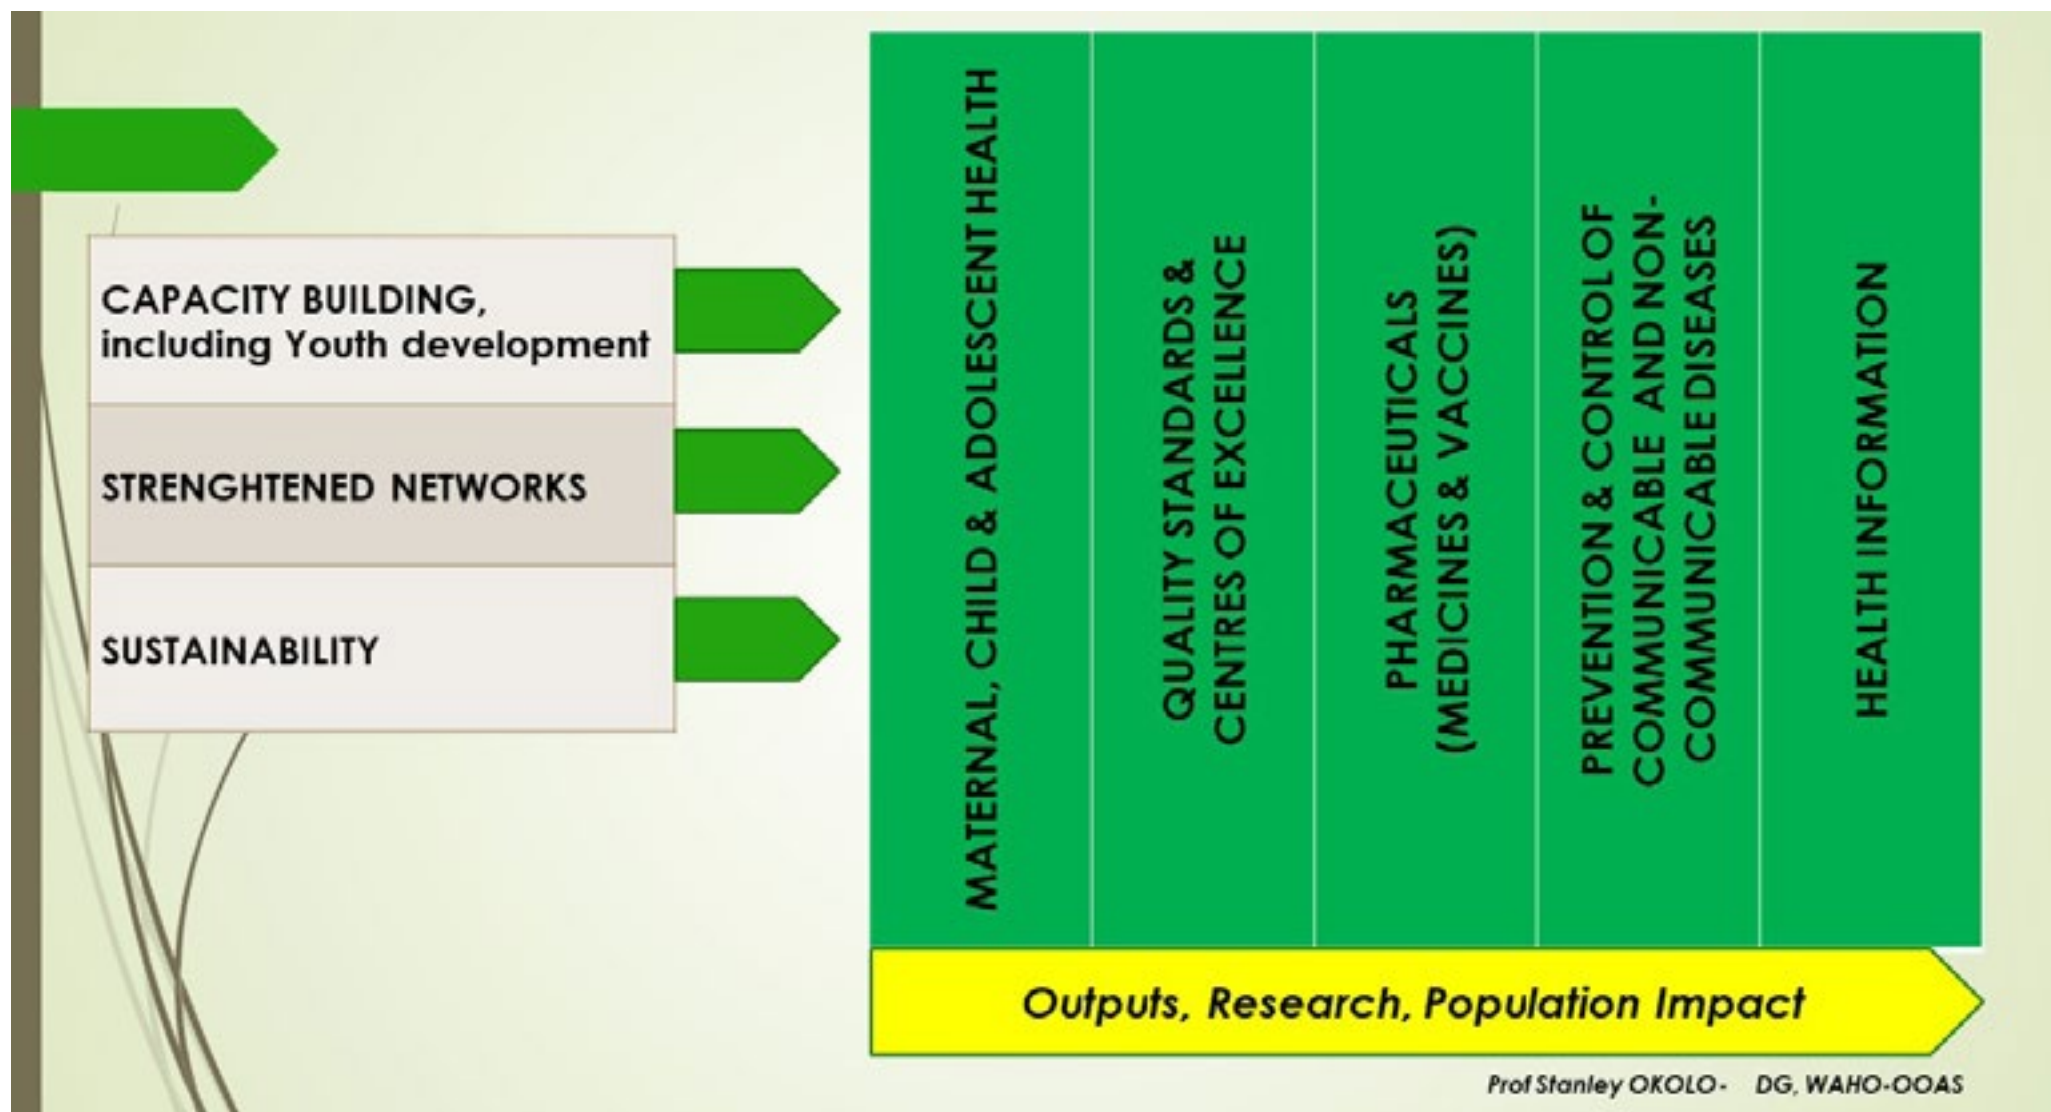 CAPACITY BUILDING,
including Youth development
STRENGHTENED NETWORKS
SUSTAINABILITY
MATERNAL, CHILD & ADOLESCENT HEALTH
QUALITY STANDARDS &
CENTRES OF EXCELLENCE
PHARMACEUTICALS
(MEDICINES & VACCINES)
PREVENTION & CONTROL OF
COMMUNICABLE AND NON-
COMMUNICABLE DISEASES
HEALTH INFORMATION
Outputs, Research, Population Impact
Prof Stanley OKOLO- DG, WAHO-OOAS